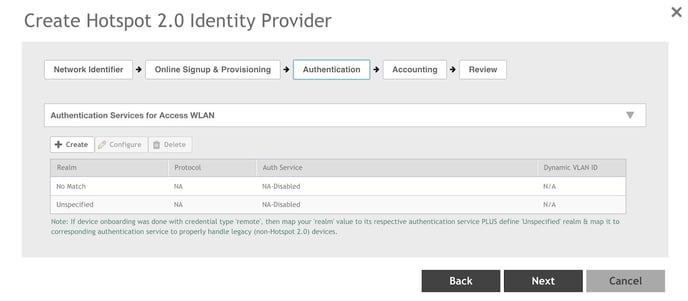 Create Hotspot 2.0 Identity Provider
Network Identifier
Online Signup & Provisioning
Authentication
Accounting
Review
Authentication Services for Access WLAN
Create
Configure
Delete
Realm Protocol Auth Service Dynamic VLAN ID
No Match NA NA-Disabled N/A
Unspecified NA NA-Disabled N/A
Note: If device onboarding was done with credential type 'remote', then map your 'realm' value to its respective authentication service PLUS define 'Unspecified' realm & map it to
corresponding authentication service to properly handle legacy (non-Hotspot 2.0) devices.
Back
Next
Cancel